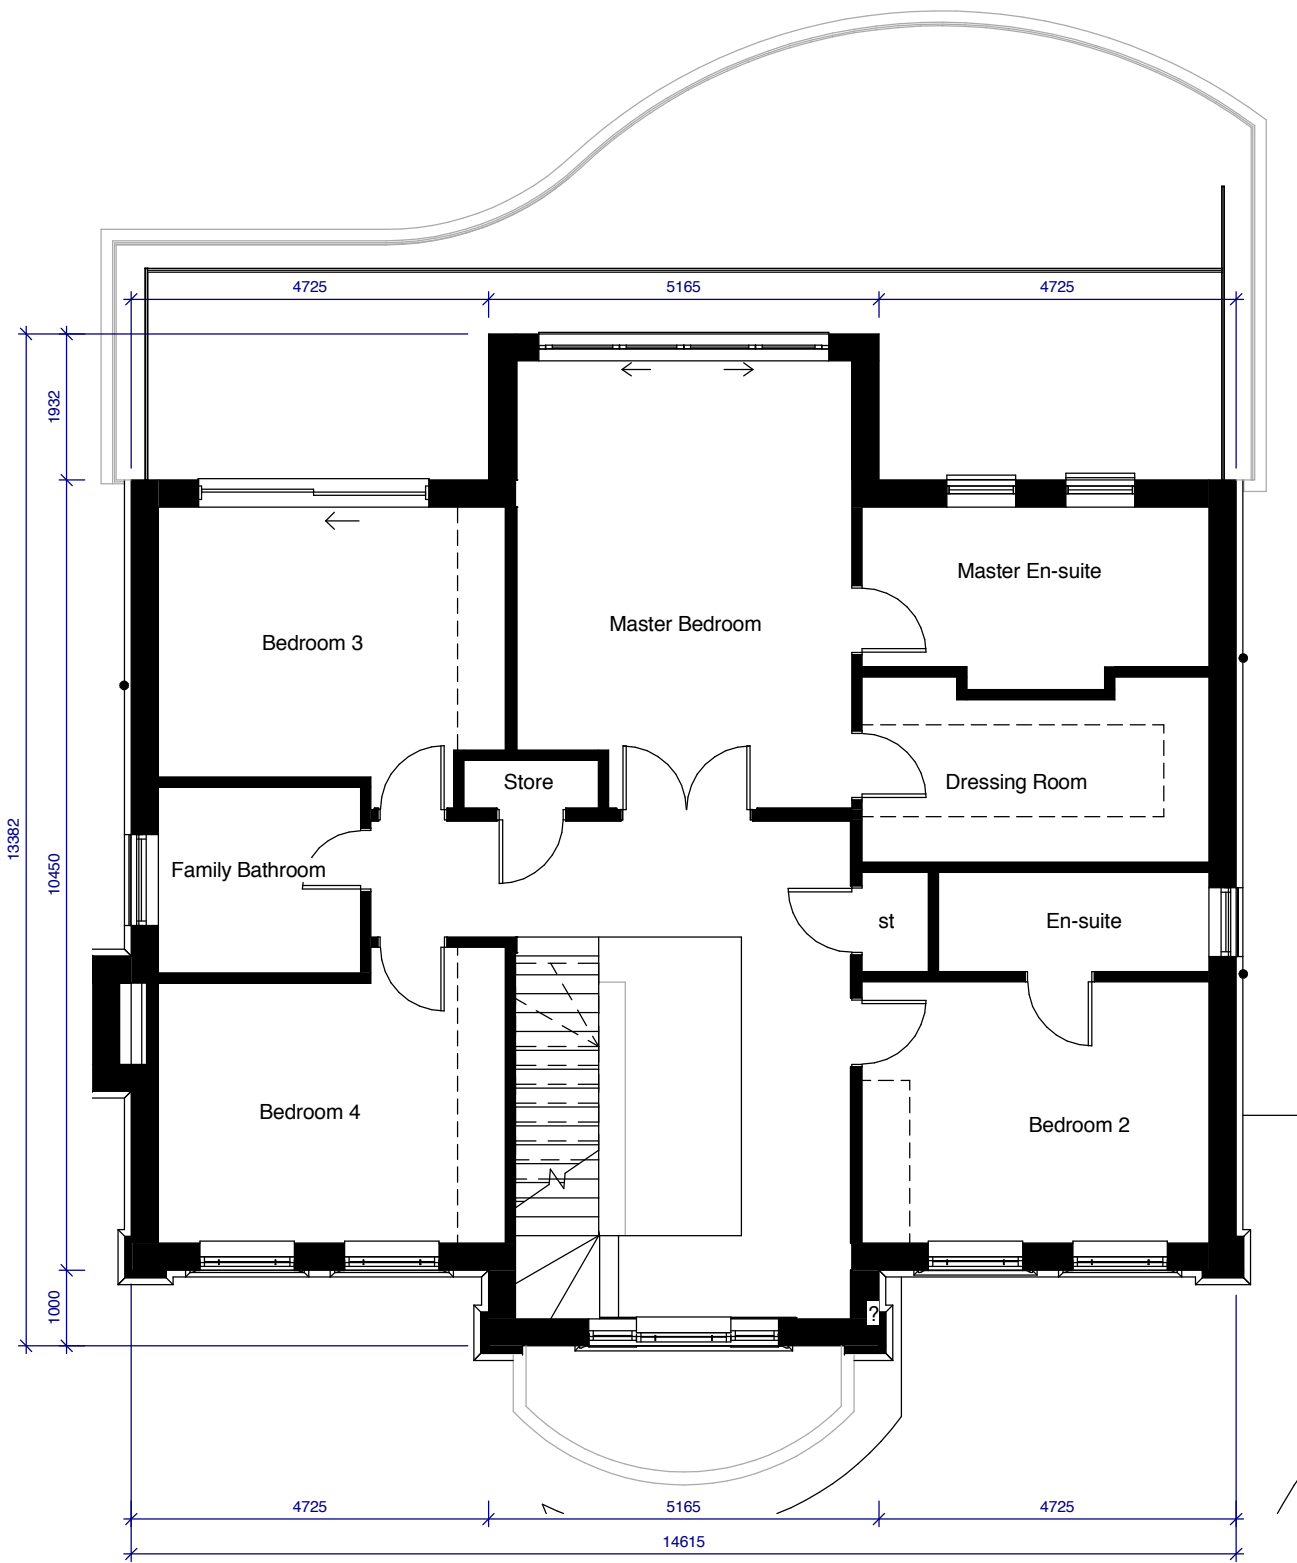 4725
5165
4725
1932
Master En-suite
Master Bedroom
Bedroom 3
Store
Dressing Room
13382
10450
Family Bathroom
st
En-suite
Bedroom 4
Bedroom 2
1000
?
4725
5165
4725
14615